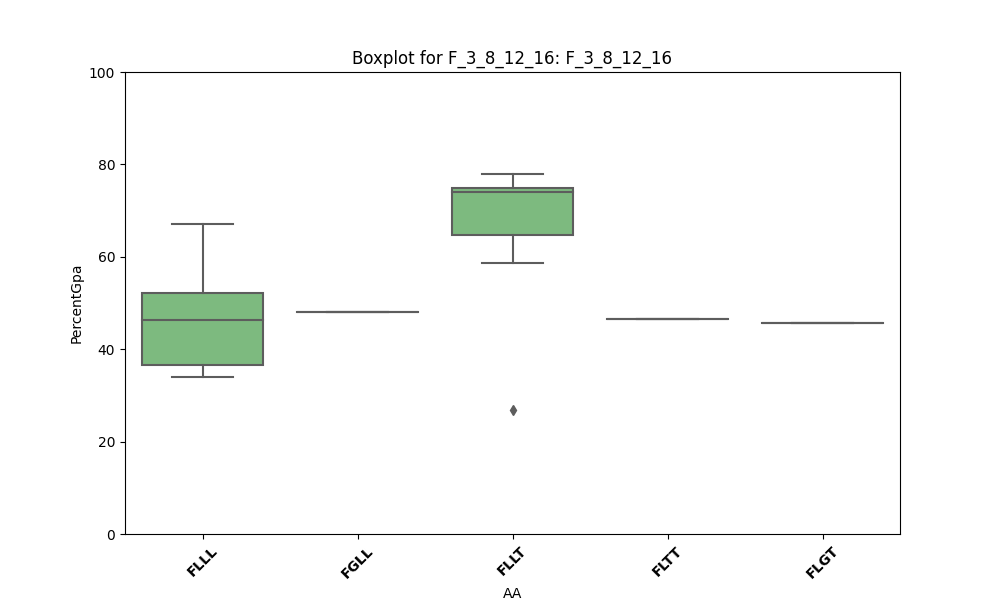 Boxplot for F_3_8_12_16: F_3_8_12_16
100
80
60
40
20
0
PercentGpa
FLLL
FGLL
FLLT
FLTT
FLGT
AA